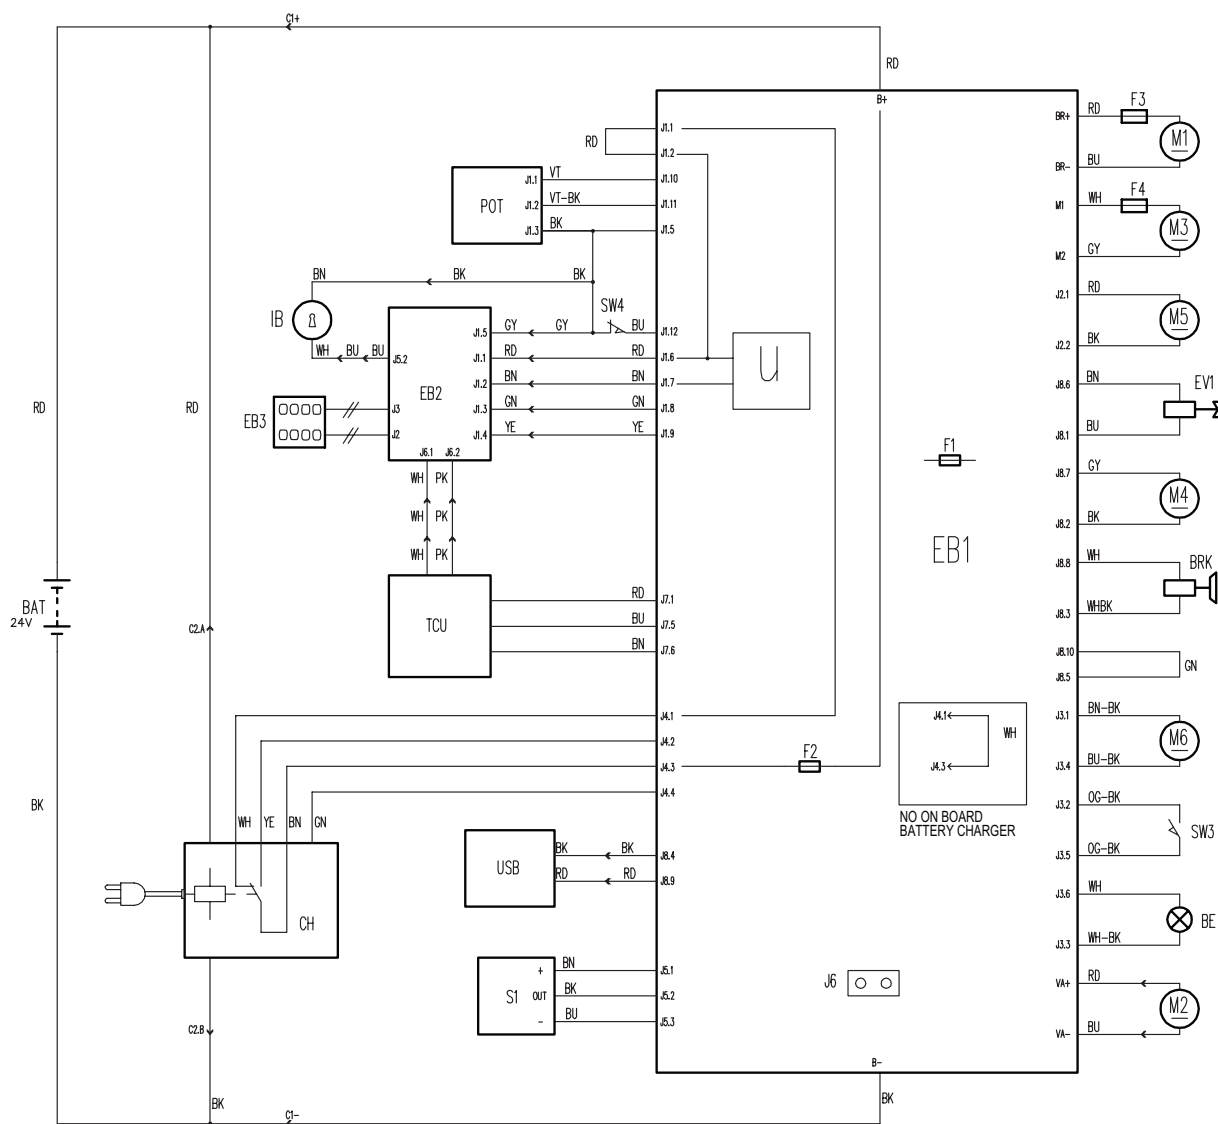 C1+
RD
B+
RD
J1.1
J1.2
POT
J1.1
VT
J1.10
J1.2
VT-BK
J1.11
J1.3
BK
J1.5
BN
BK
BK
IB
SW4
J1.5
GY
GY
BU
J1.12
WH
BU
BU
J5.2
J1.1
RD
RD
J1.6
U
EB2
J1.2
BN
BN
J1.7
EB3
J3
J1.3
GN
GN
J1.8
J2
J1.4
YE
YE
J1.9
J6.1
J6.2
WH
PK
WH
PK
WH
PK
RD
RD
F1
EB1
BAT
24V
TCU
RD
J7.1
BU
J7.5
BN
J7.6
C2.A
J4.1
J4.2
J4.3
J4.4
F2
J4.1
WH
J4.3
NO ON BOARD
BATTERY CHARGER
BK
WH
YE
BN
GN
CH
USB
BK
BK
J8.4
RD
RD
J8.9
S1
+
BN
J5.1
OUT
BK
J5.2
-
BU
J5.3
J6
C2.B
B-
BK
BK
C1-
BR+
RD
F3
M1
BR-
BU
M1
WH
F4
M3
M2
GY
J2.1
RD
M5
J2.2
BK
J8.6
BN
EV1
J8.1
BU
J8.7
GY
M4
J8.2
BK
J8.8
WH
BRK
J8.3
WHBK
J8.10
GN
J8.5
J3.1
BN-BK
M6
J3.4
BU-BK
J3.2
OG-BK
SW3
J3.5
OG-BK
J3.6
WH
BE
J3.3
WH-BK
VA+
RD
M2
VA-
BU